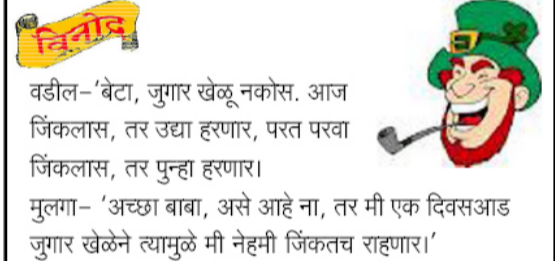 विनोद
वडील–'बेटा, जुगार खेळू नकोस. आज
जिंकलास, तर उद्या हरणार, परत परवा
जिंकलास, तर पुन्हा हरणार।
मुलगा– 'अच्छा बाबा, असे आहे ना, तर मी एक दिवसआड
जुगार खेळेने त्यामुळे मी नेहमी जिंकतच राहणार।'